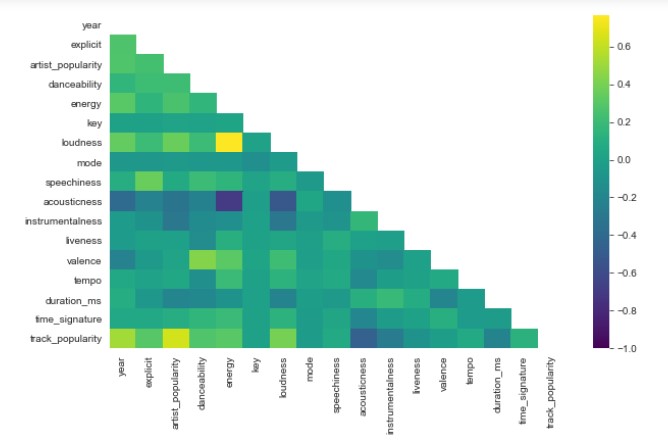 year
explicit
artist_popularity
danceability
energy
key
loudness
mode
speechiness
acousticness
instrumentalness
liveness
valence
tempo
duration_ms
time_signature
track_popularity
year
explicit
artist_popularity
danceability
energy
key
loudness
mode
speechiness
acousticness
instrumentalness
liveness
valence
tempo
duration_ms
time_signature
track_popularity
0.6
0.4
0.2
0.0
−0.2
−0.4
−0.6
−0.8
−1.0